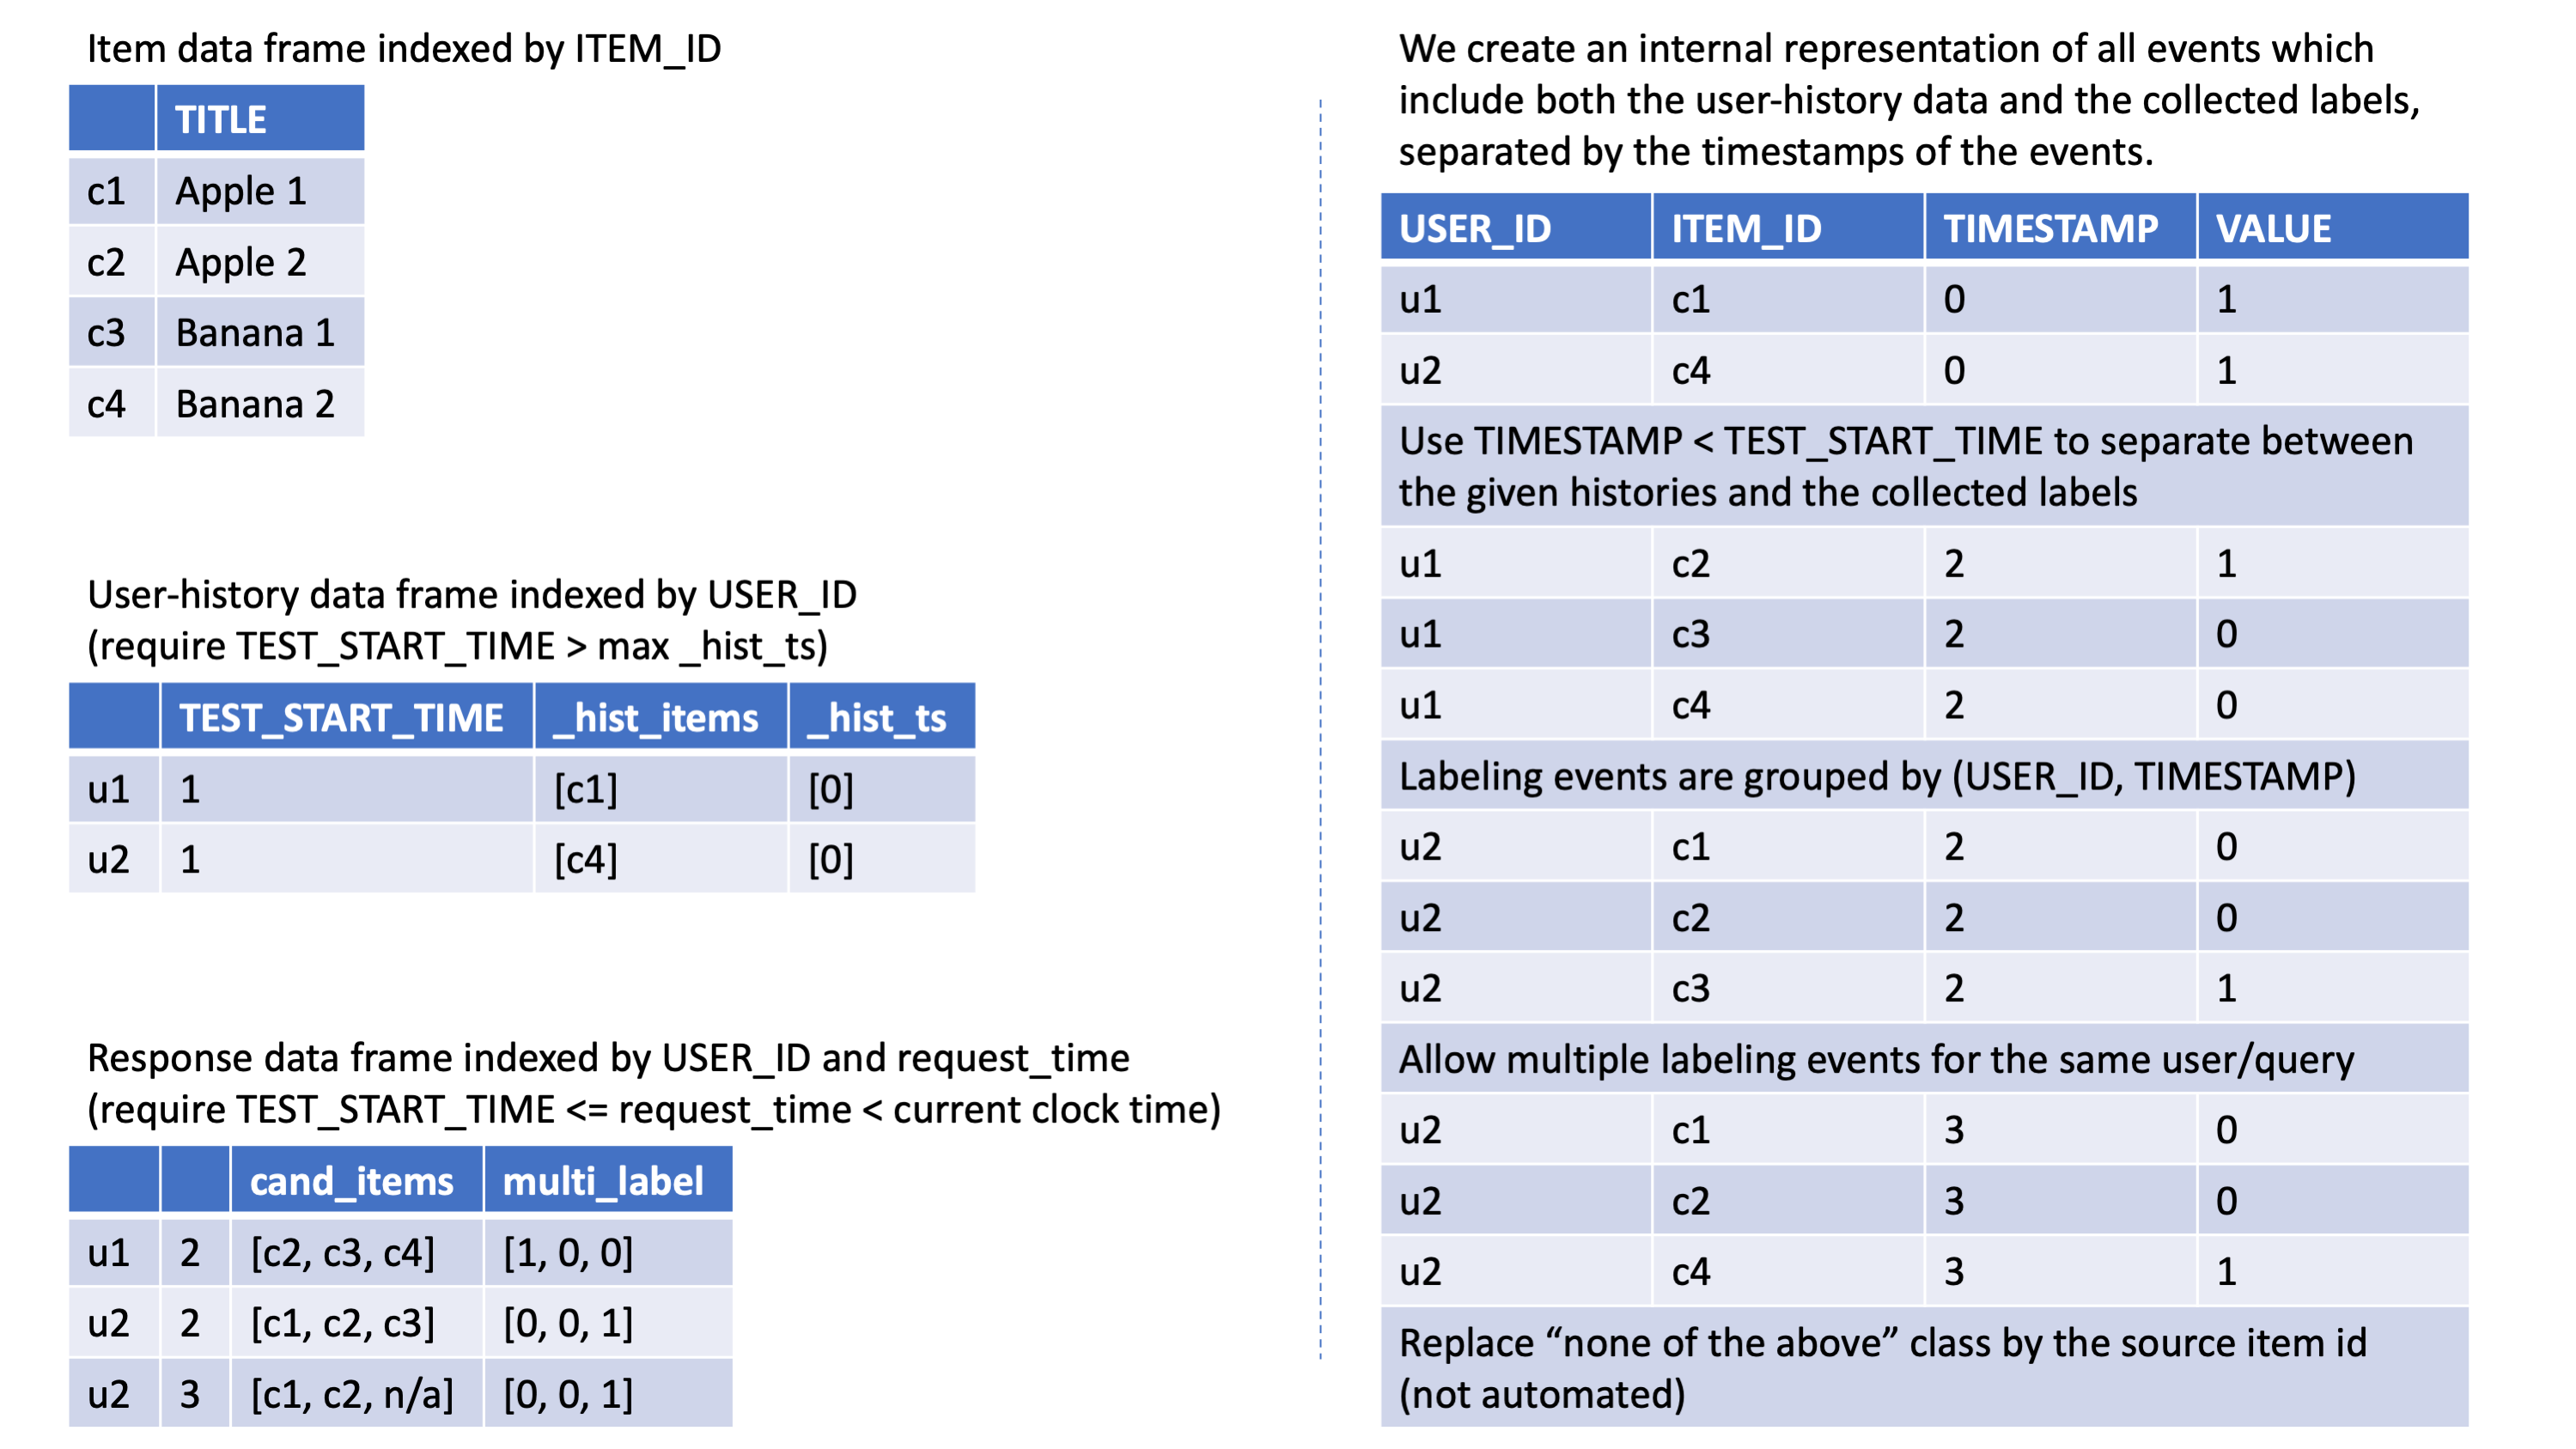 Item data frame indexed by ITEM_ID
TITLE
c1 Apple 1
c2 Apple 2
c3 Banana 1
c4 Banana 2
User-history data frame indexed by USER_ID
(require TEST_START_TIME > max _hist_ts)
TEST_START_TIME _hist_items _hist_ts
u1 1 [c1] [0]
u2 1 [c4] [0]
Response data frame indexed by USER_ID and request_time
(require TEST_START_TIME <= request_time < current clock time)
cand_items multi_label
u1 2 [c2, c3, c4] [1, 0, 0]
u2 2 [c1, c2, c3] [0, 0, 1]
u2 3 [c1, c2, n/a] [0, 0, 1]
We create an internal representation of all events which
include both the user-history data and the collected labels,
separated by the timestamps of the events.
USER_ID ITEM_ID TIMESTAMP VALUE
u1 c1 0 1
u2 c4 0 1
Use TIMESTAMP < TEST_START_TIME to separate between
the given histories and the collected labels
u1 c2 2 1
u1 c3 2 0
u1 c4 2 0
Labeling events are grouped by (USER_ID, TIMESTAMP)
u2 c1 2 0
u2 c2 2 0
u2 c3 2 1
Allow multiple labeling events for the same user/query
u2 c1 3 0
u2 c2 3 0
u2 c4 3 1
Replace “none of the above” class by the source item id
(not automated)